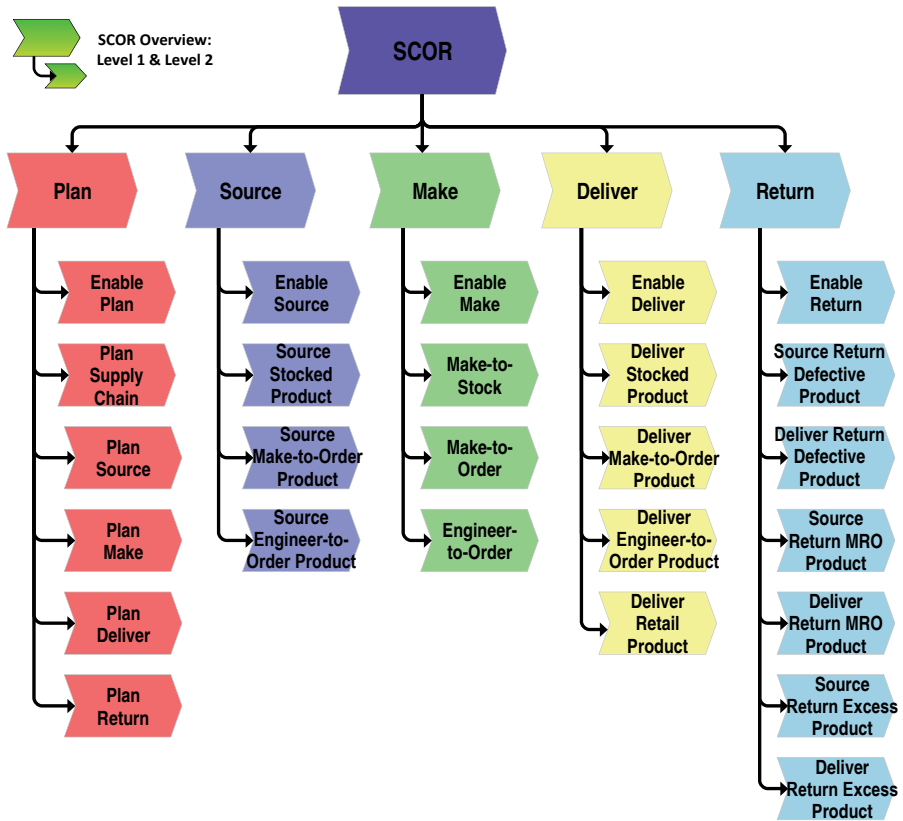 SCOR Overview:
Level 1 & Level 2
SCOR
Plan
Source
Make
Deliver
Return
Enable
Plan
Plan
Supply
Chain
Plan
Source
Plan
Make
Plan
Deliver
Plan
Return
Enable
Source
Source
Stocked
Product
Source
Make-to-Order
Product
Source
Engineer-to-
Order Product
Enable
Make
Make-to-
Stock
Make-to-
Order
Engineer-
to-Order
Enable
Deliver
Deliver
Stocked
Product
Deliver
Make-to-Order
Product
Deliver
Engineer-to-
Order Product
Deliver
Retail
Product
Enable
Return
Source Return
Defective
Product
Deliver Return
Defective
Product
Source
Return MRO
Product
Deliver
Return MRO
Product
Source
Return Excess
Product
Deliver
Return Excess
Product